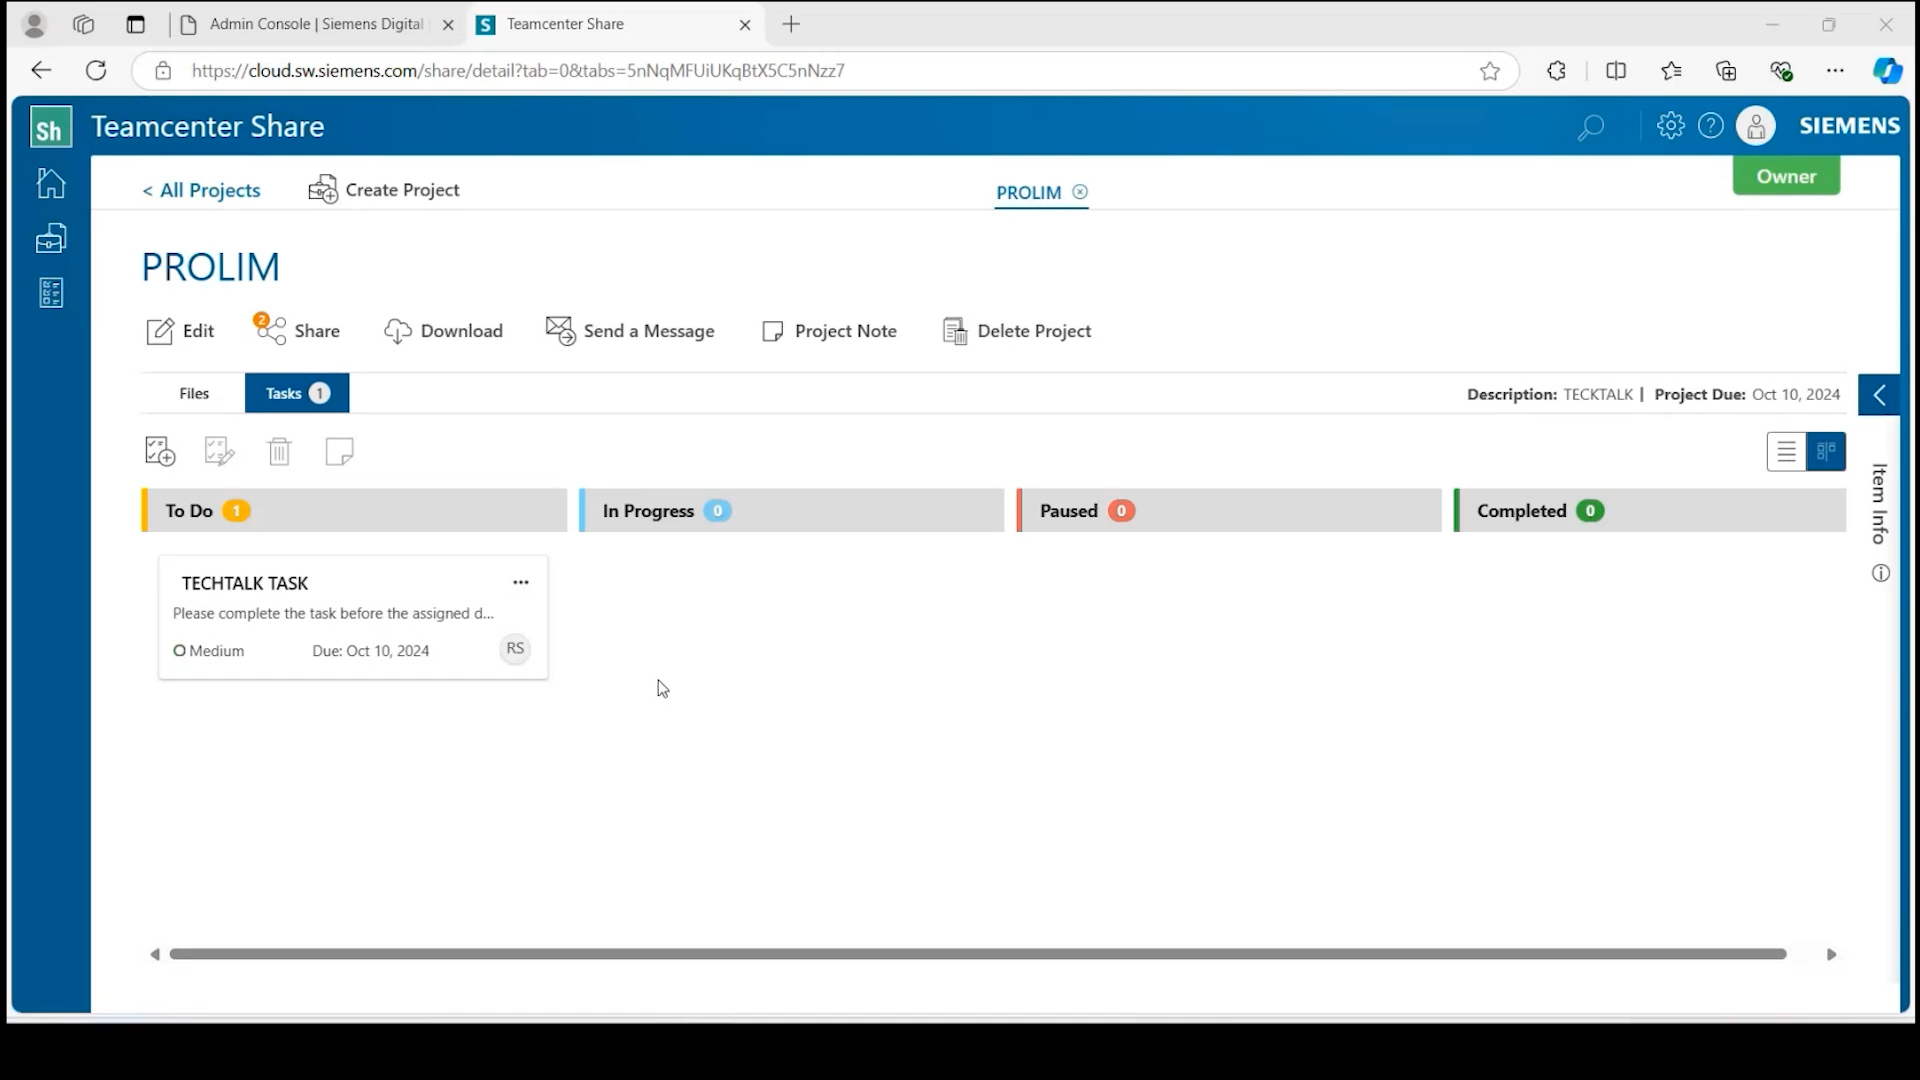 Admin Console | Siemens Digital
Teamcenter Share
https://cloud.sw.siemens.com/share/detail?tab=0&tabs=5nNqMFUiUKqBtX5C5nNzz7
Sh
Teamcenter Share
SIEMENS
< All Projects
Create Project
PROLIM
Owner
PROLIM
Edit
2
Share
Download
Send a Message
Project Note
Delete Project
Files
Tasks 1
Description: TECKTALK | Project Due: Oct 10, 2024
To Do 1
In Progress 0
Paused 0
Completed 0
Item Info
TECHTALK TASK
Please complete the task before the assigned d...
Medium
Due: Oct 10, 2024
RS